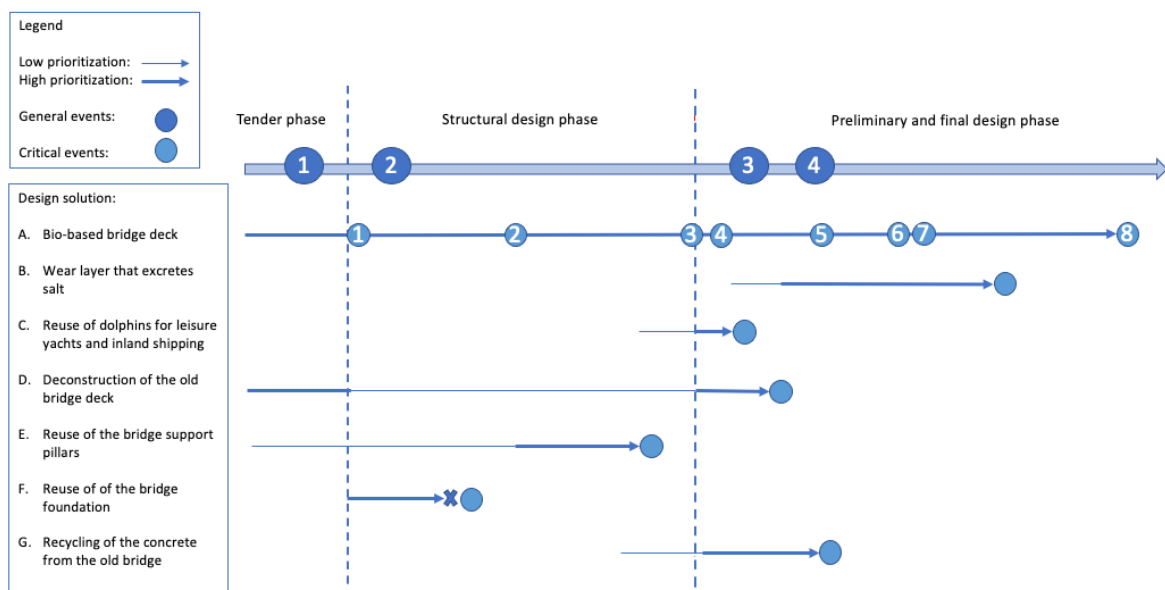 Legend
Low prioritization:
High prioritization:
General events:
Critical events:
Tender phase
Structural design phase
Preliminary and final design phase
1
2
3
4
Design solution:
A. Bio-based bridge deck
1
2
3
4
5
6
7
8
B. Wear layer that excretes
salt
C. Reuse of dolphins for leisure
yachts and inland shipping
D. Deconstruction of the old
bridge deck
E. Reuse of the bridge support
pillars
F. Reuse of of the bridge
foundation
G. Recycling of the concrete
from the old bridge